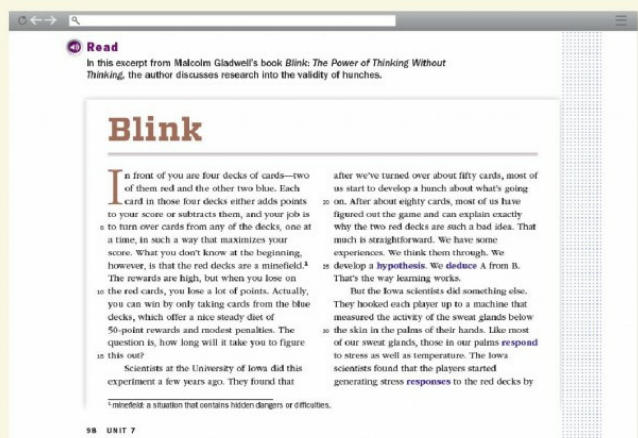 Read
In this excerpt from Malcolm Gladwell's book Blink: The Power of Thinking Without
Thinking, the author discusses research into the validity of hunches.
Blink
In front of you are four decks of cards—two
of them red and the other two blue. Each
card in those four decks either adds points
to your score or subtracts them, and your job is
5 to turn over cards from any of the decks, one at
a time, in such a way that maximizes your
score. What you don't know at the beginning,
however, is that the red decks are a minefield.1
The rewards are high, but when you lose on
10 the red cards, you lose a lot of points. Actually,
you can win by only taking cards from the blue
decks, which offer a nice steady diet of
50-point rewards and modest penalties. The
question is, how long will it take you to figure
15 this out?
Scientists at the University of Iowa did this
experiment a few years ago. They found that
after we've turned over about fifty cards, most of
us start to develop a hunch about what's going
20 on. After about eighty cards, most of us have
figured out the game and can explain exactly
why the two red decks are such a bad idea. That
much is straightforward. We have some
experiences. We think them through. We
25 develop a hypothesis. We deduce A from B.
That's the way learning works.
But the Iowa scientists did something else.
They hooked each player up to a machine that
measured the activity of the sweat glands below
30 the skin in the palms of their hands. Like most
of our sweat glands, those in our palms respond
to stress as well as temperature. The Iowa
scientists found that the players started
generating stress responses to the red decks by
1 minefield: a situation that contains hidden dangers or difficulties.
98 UNIT 7